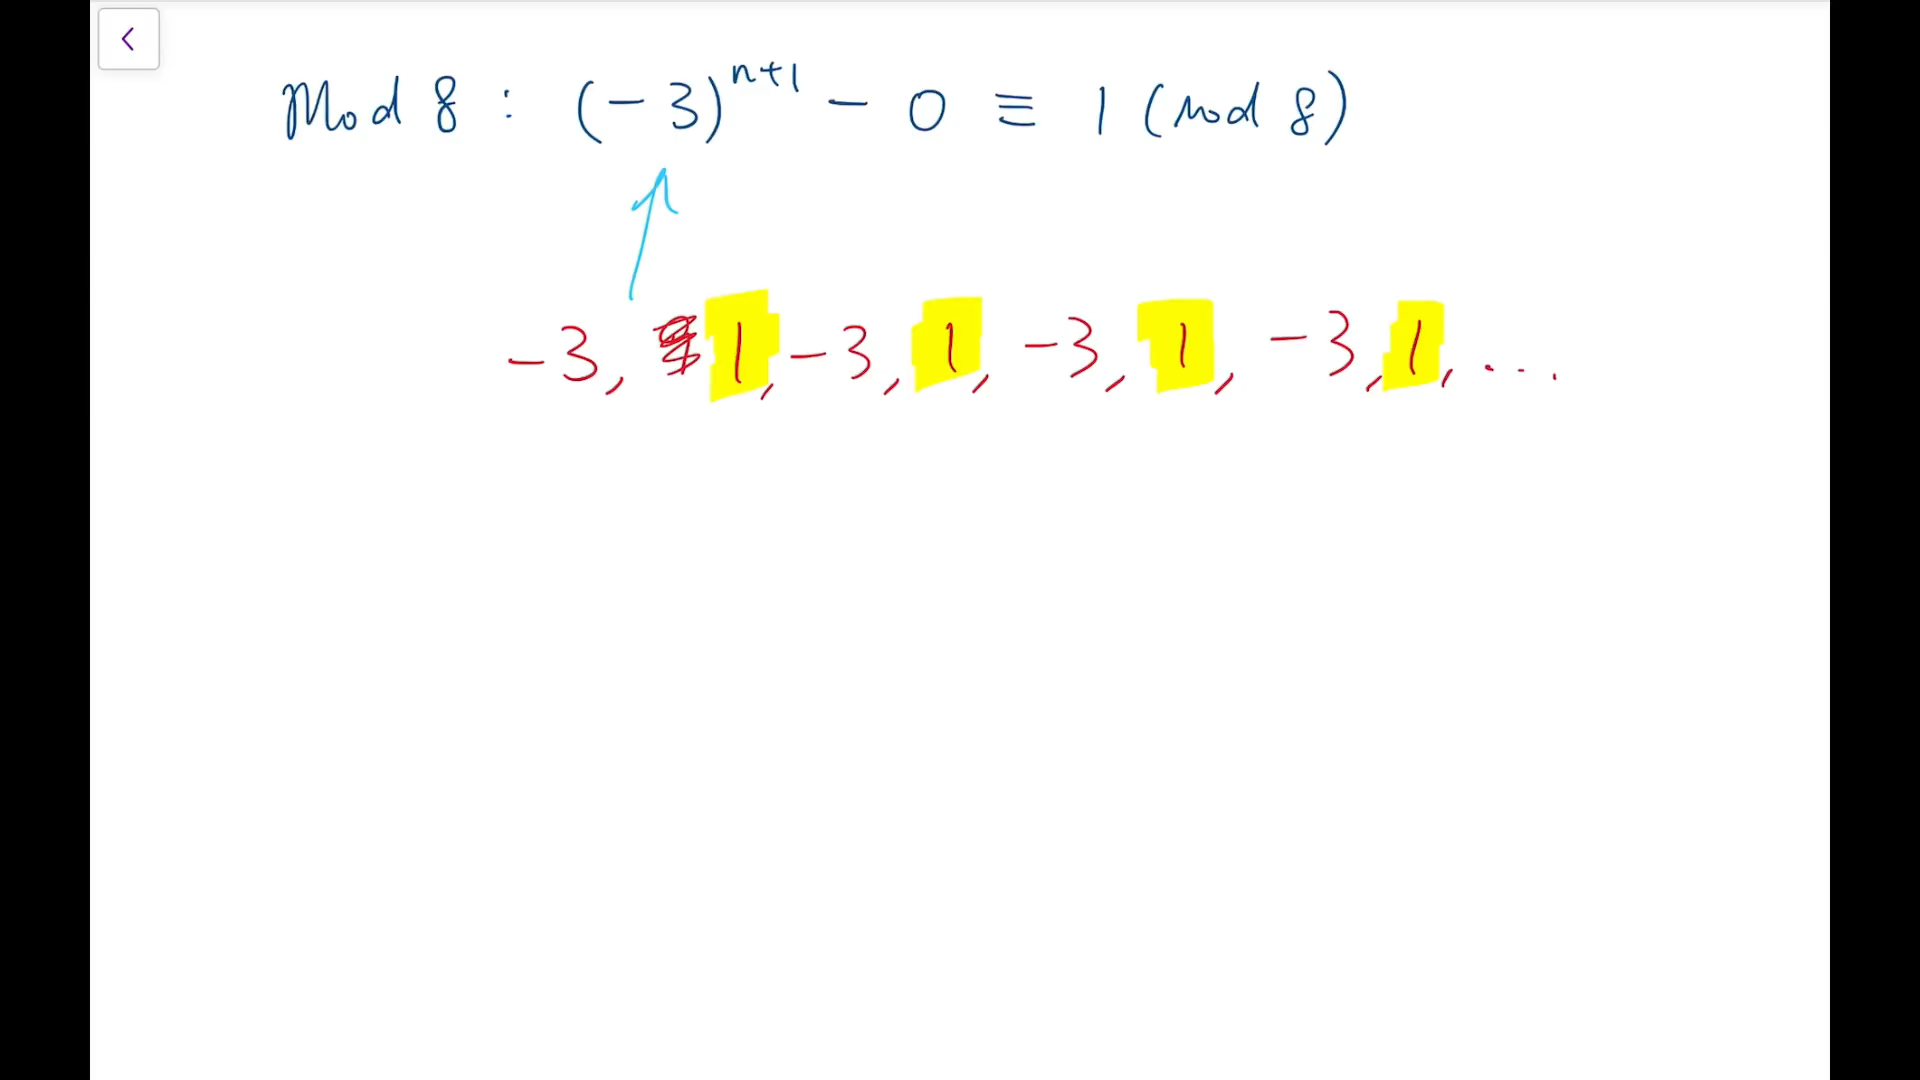 Mod 8 : (-3)^{n+1} - 0 ≡ 1 (mod 8)
-3, 1, -3, 1, -3, 1, -3, 1, ...